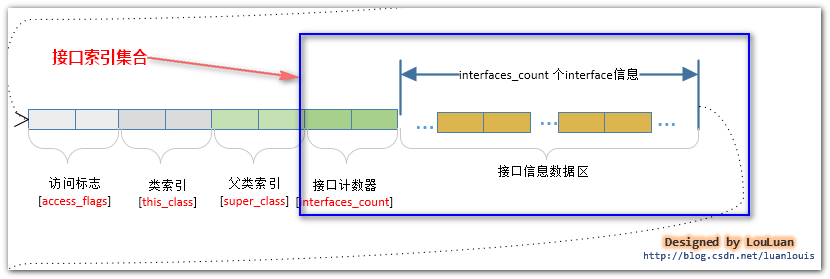 接口索引集合
interfaces_count 个interface信息
...
...
...
访问标志
[access_flags]
类索引
[this_class]
父类索引
[super_class]
接口计数器
[interfaces_count]
接口信息数据区
Designed by LouLuan
http://blog.csdn.net/luanlouis